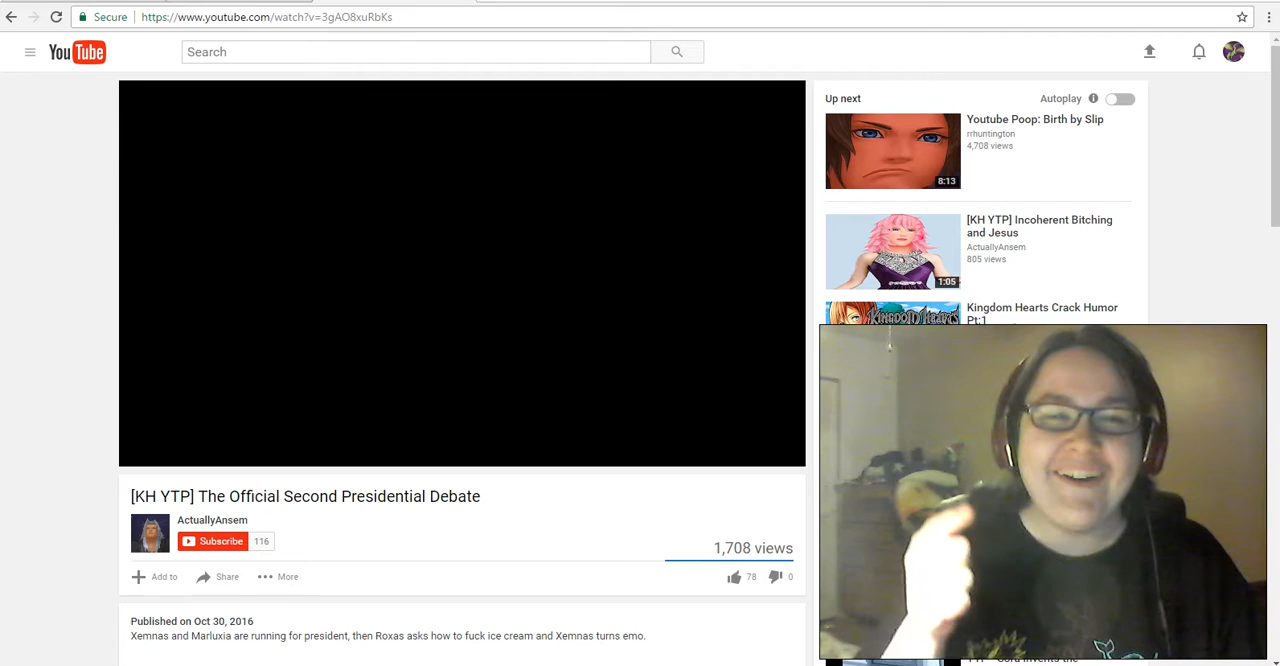 Secure https://www.youtube.com/watch?v=3gAO8xuRbKs
YouTube
Search
Up next
Autoplay
Youtube Poop: Birth by Slip
rrhuntington
4,708 views
8:13
[KH YTP] Incoherent Bitching
and Jesus
ActuallyAnsem
805 views
1:05
Kingdom Hearts Crack Humor
Pt:1
KINGDOM HEARTS
[KH YTP] The Official Second Presidential Debate
ActuallyAnsem
Subscribe 116
1,708 views
Add to Share More
78 0
Published on Oct 30, 2016
Xemnas and Marluxia are running for president, then Roxas asks how to fuck ice cream and Xemnas turns emo.